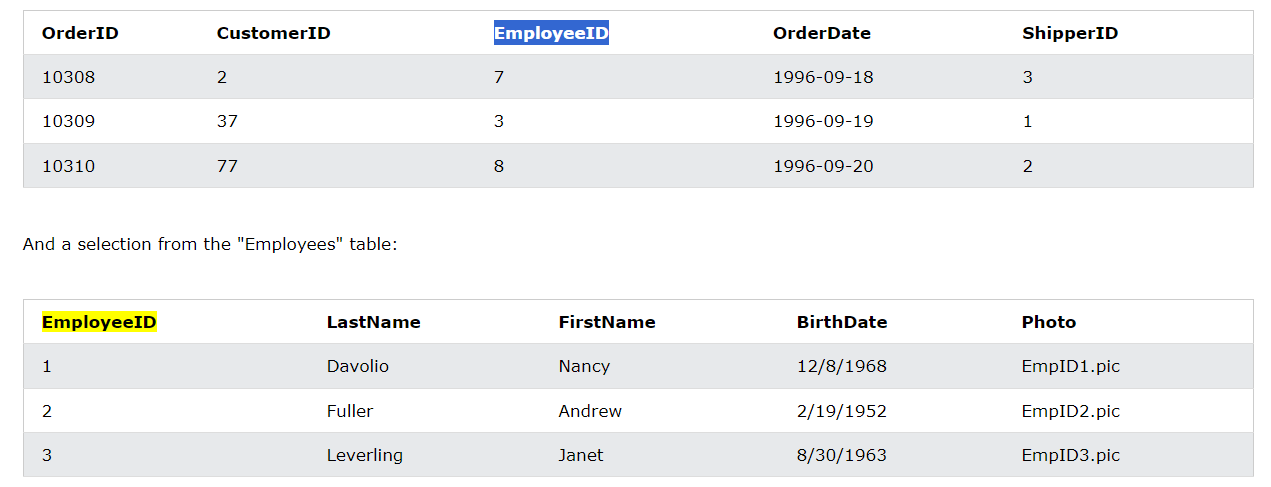 OrderID CustomerID EmployeeID OrderDate ShipperID
10308 2 7 1996-09-18 3
10309 37 3 1996-09-19 1
10310 77 8 1996-09-20 2
And a selection from the "Employees" table:
EmployeeID LastName FirstName BirthDate Photo
1 Davolio Nancy 12/8/1968 EmpID1.pic
2 Fuller Andrew 2/19/1952 EmpID2.pic
3 Leverling Janet 8/30/1963 EmpID3.pic